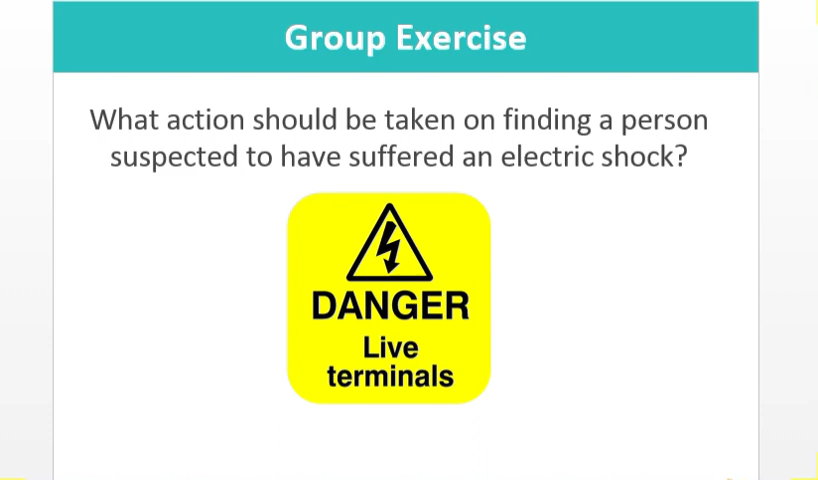 Group Exercise
What action should be taken on finding a person
suspected to have suffered an electric shock?
DANGER
Live
terminals